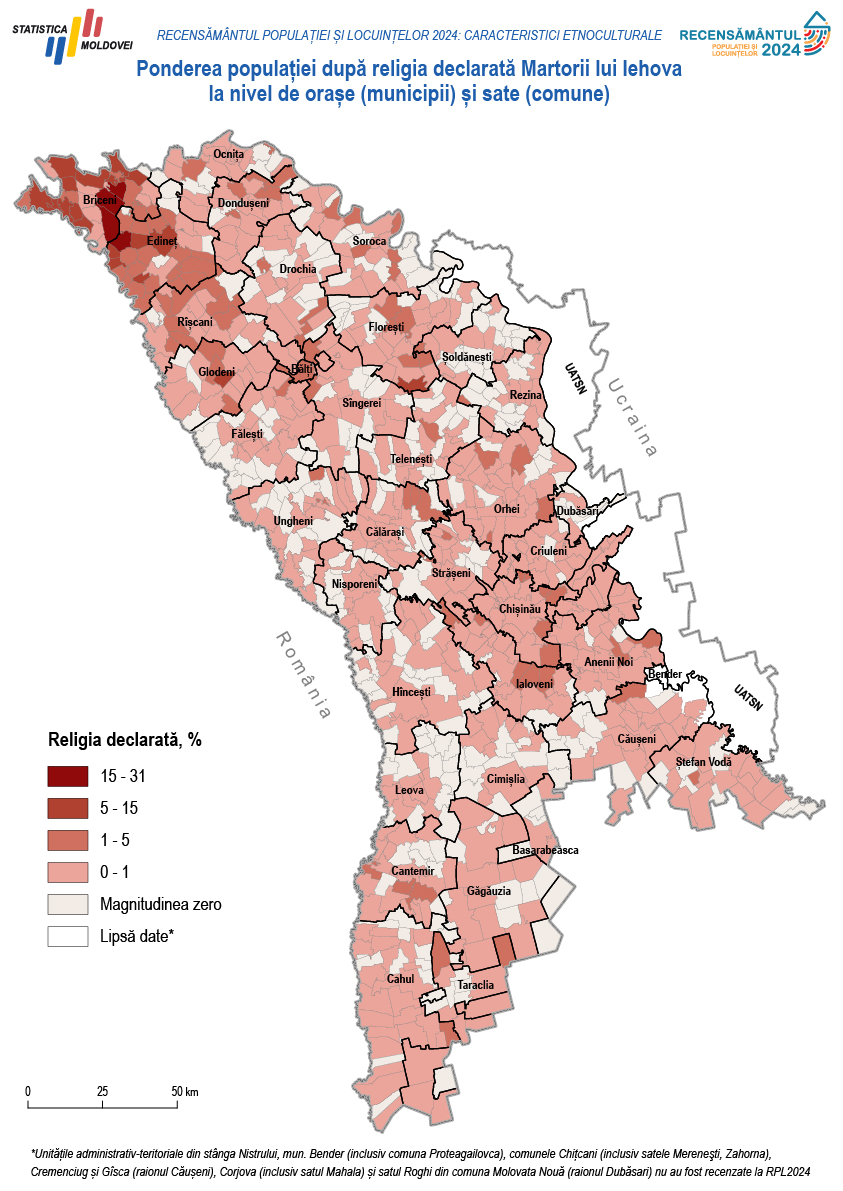 STATISTICA
MOLDOVEI
RECENSĂMÂNTUL POPULAȚIEI ȘI LOCUINȚELOR 2024: CARACTERISTICI ETNOCULTURALE
RECENSĂMÂNTUL
POPULAȚIEI ȘI
LOCUINȚELOR
2024
Ponderea populației după religia declarată Martorii lui Iehova
la nivel de orașe (municipii) și sate (comune)
Ocnița
Briceni
Dondușeni
Edineț
Soroca
Drochia
Rîșcani
Florești
Șoldănești
UATSN
Ucraina
Glodeni
Bălți
Rezina
Sîngerei
Fălești
Telenești
Ungheni
Orhei
Dubăsari
Călărași
Criuleni
Strășeni
Nisporeni
Chișinău
România
Anenii Noi
Bender
Ialoveni
Hîncești
UATSN
Căușeni
Ștefan Vodă
Cimișlia
Leova
Basarabeasca
Cantemir
Găgăuzia
Cahul
Taraclia
Religia declarată, %
15 - 31
5 - 15
1 - 5
0 - 1
Magnitudinea zero
Lipsă date*
0 25 50 km
*Unitățile administrativ-teritoriale din stânga Nistrului, mun. Bender (inclusiv comuna Proteagailovca), comunele Chițcani (inclusiv satele Merenești, Zahorna),
Cremenciug și Gîsca (raionul Căușeni), Corjova (inclusiv satul Mahala) și satul Roghi din comuna Molovata Nouă (raionul Dubăsari) nu au fost recenzate la RPL2024